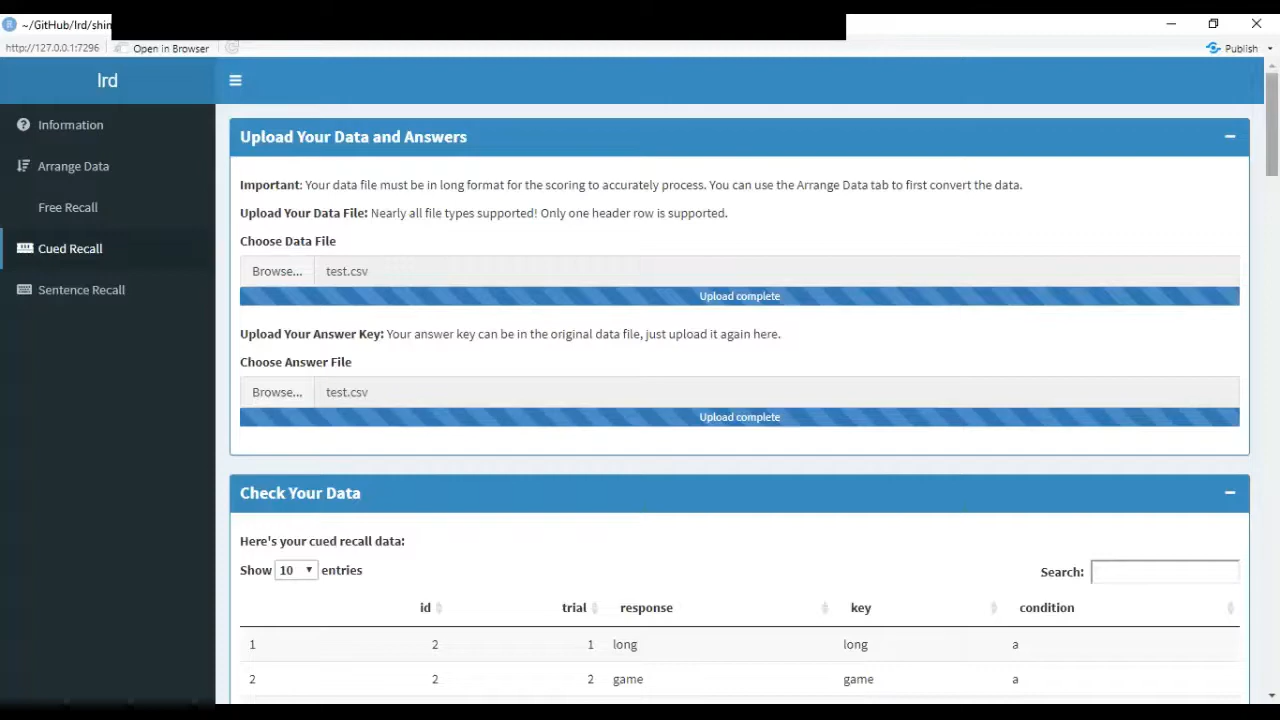 ~/GitHub/lrd/shin
http://127.0.0.1:7296 Open in Browser Publish
lrd
Information
Arrange Data
Free Recall
Cued Recall
Sentence Recall
Upload Your Data and Answers
Important: Your data file must be in long format for the scoring to accurately process. You can use the Arrange Data tab to first convert the data.
Upload Your Data File: Nearly all file types supported! Only one header row is supported.
Choose Data File
Browse... test.csv
Upload complete
Upload Your Answer Key: Your answer key can be in the original data file, just upload it again here.
Choose Answer File
Browse... test.csv
Upload complete
Check Your Data
Here's your cued recall data:
Show 10 entries
Search:
id trial response key condition
1 2 1 long long a
2 2 2 game game a